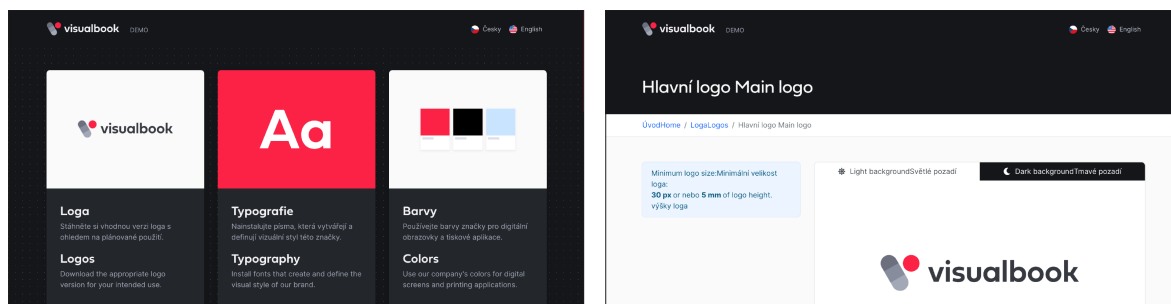 visualbook DEMO
Česky English
visualbook
Aa
Loga
Stáhněte si vhodnou verzi loga s
ohledem na plánované použití.
Logos
Download the appropriate logo
version for your intended use.
Typografie
Nainstalujte písma, která vytvářejí a
definují vizuální styl této značky.
Typography
Install fonts that create and define the
visual style of our brand.
Barvy
Používejte barvy značky pro digitální
obrazovky a tiskové aplikace.
Colors
Use our company's colors for digital
screens and printing applications.
visualbook DEMO
Česky English
Hlavní logo Main logo
ÚvodHome / LogaLogos / Hlavní logo Main logo
Minimum logo size:Minimální velikost
loga:
30 px or nebo 5 mm of logo height.
výšky loga
Light backgroundSvětlé pozadí
Dark backgroundTmavé pozadí
visualbook